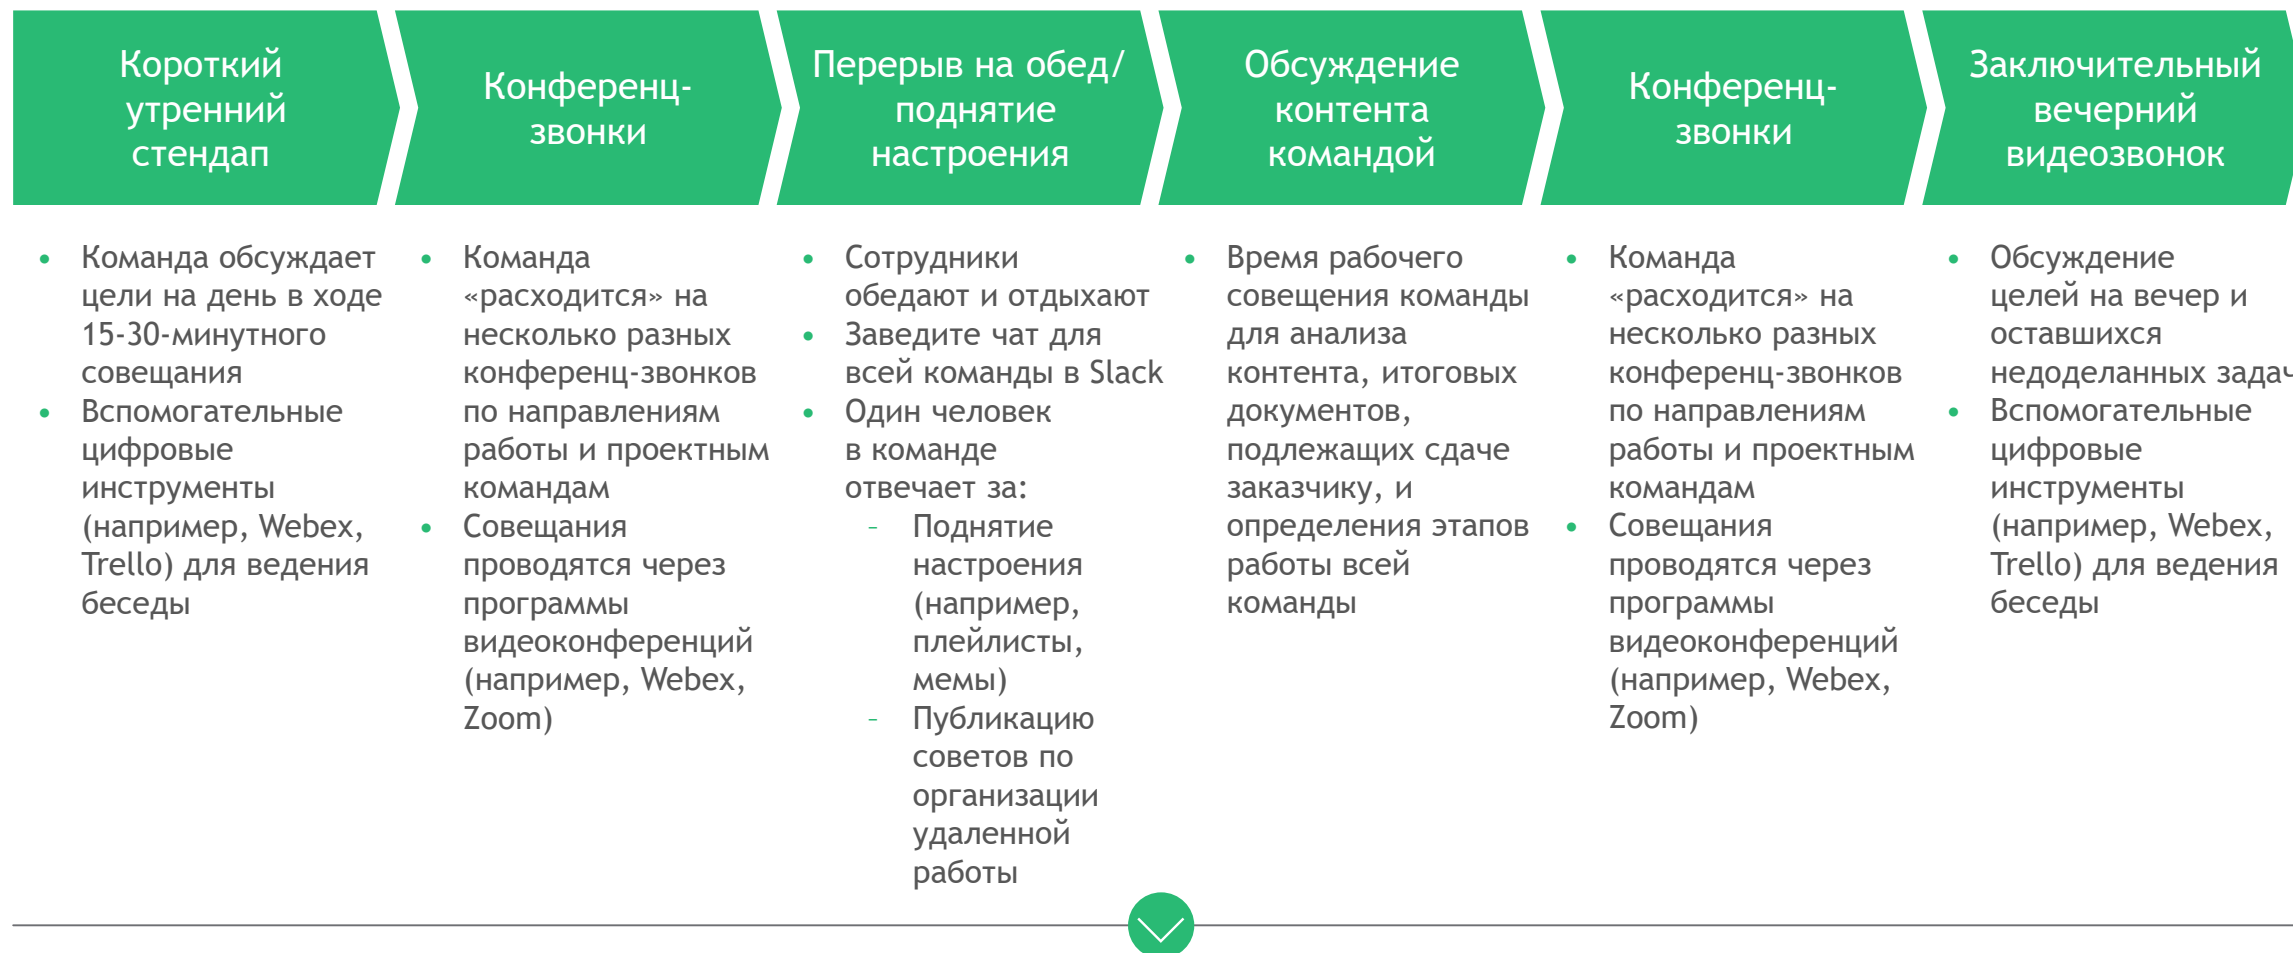 Короткий
утренний
стендап
Конференц-
звонки
Перерыв на обед/
поднятие
настроения
Обсуждение
контента
командой
Конференц-
звонки
Заключительный
вечерний
видеозвонок
• Команда обсуждает
цели на день в ходе
15-30-минутного
совещания
• Вспомогательные
цифровые
инструменты
(например, Webex,
Trello) для ведения
беседы
• Команда
«расходится» на
несколько разных
конференц-звонков
по направлениям
работы и проектным
командам
• Совещания
проводятся через
программы
видеоконференций
(например, Webex,
Zoom)
• Сотрудники
обедают и отдыхают
• Заведите чат для
всей команды в Slack
• Один человек
в команде
отвечает за:
– Поднятие
настроения
(например,
плейлисты,
мемы)
– Публикацию
советов по
организации
удаленной
работы
• Время рабочего
совещения команды
для анализа
контента, итоговых
документов,
подлежащих сдаче
заказчику, и
определения этапов
работы всей
команды
• Команда
«расходится» на
несколько разных
конференц-звонков
по направлениям
работы и проектным
командам
• Совещания
проводятся через
программы
видеоконференций
(например, Webex,
Zoom)
• Обсуждение
целей на вечер и
оставшихся
недоделанных задач
• Вспомогательные
цифровые
инструменты
(например, Webex,
Trello) для ведения
беседы